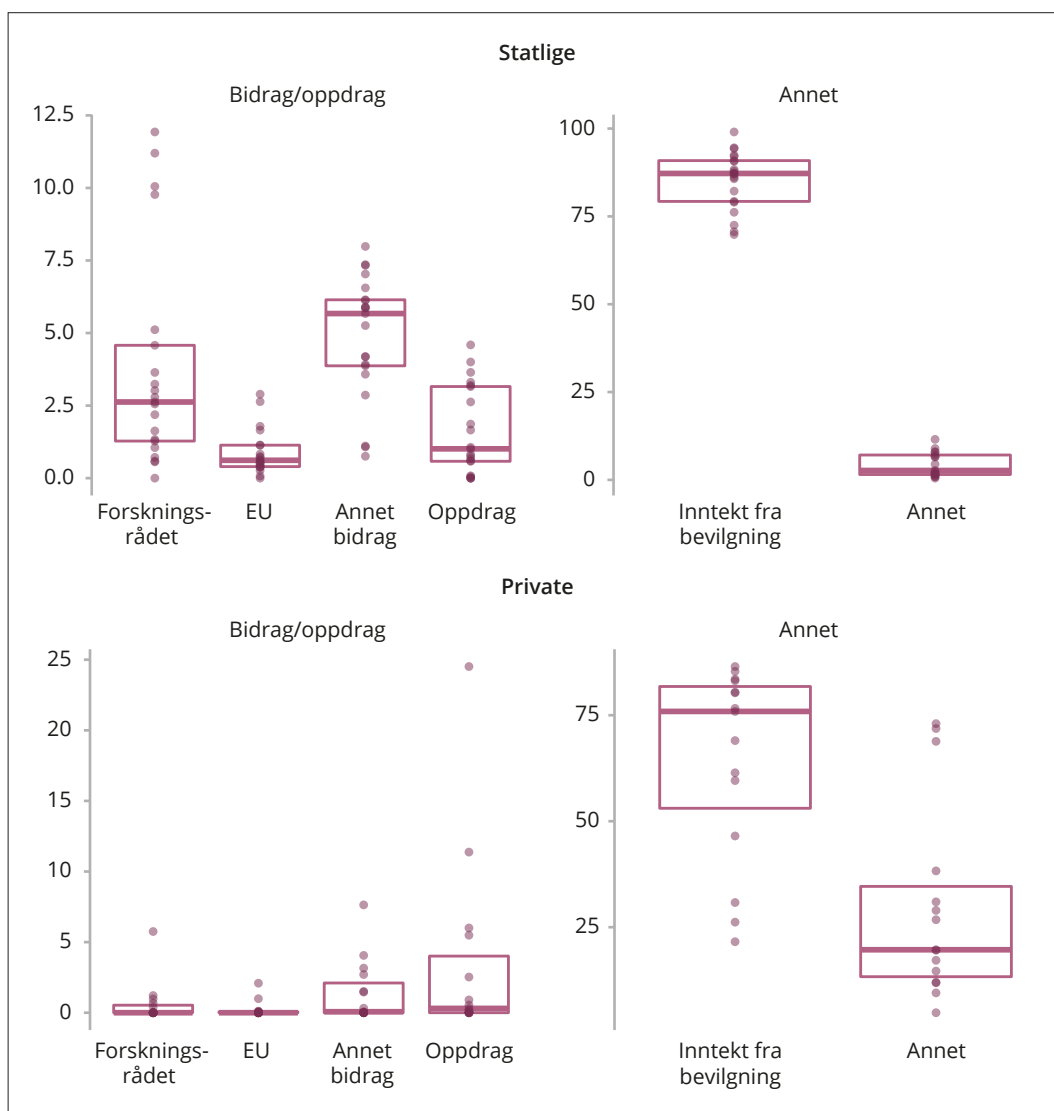 Statlige
Bidrag/oppdrag
Annet
12.5
10.0
7.5
5.0
2.5
0.0
Forsknings-
rådet
EU
Annet
bidrag
Oppdrag
100
75
50
25
0
Inntekt fra
bevilgning
Annet
Private
Bidrag/oppdrag
Annet
25
20
15
10
5
0
Forsknings-
rådet
EU
Annet
bidrag
Oppdrag
75
50
25
Inntekt fra
bevilgning
Annet